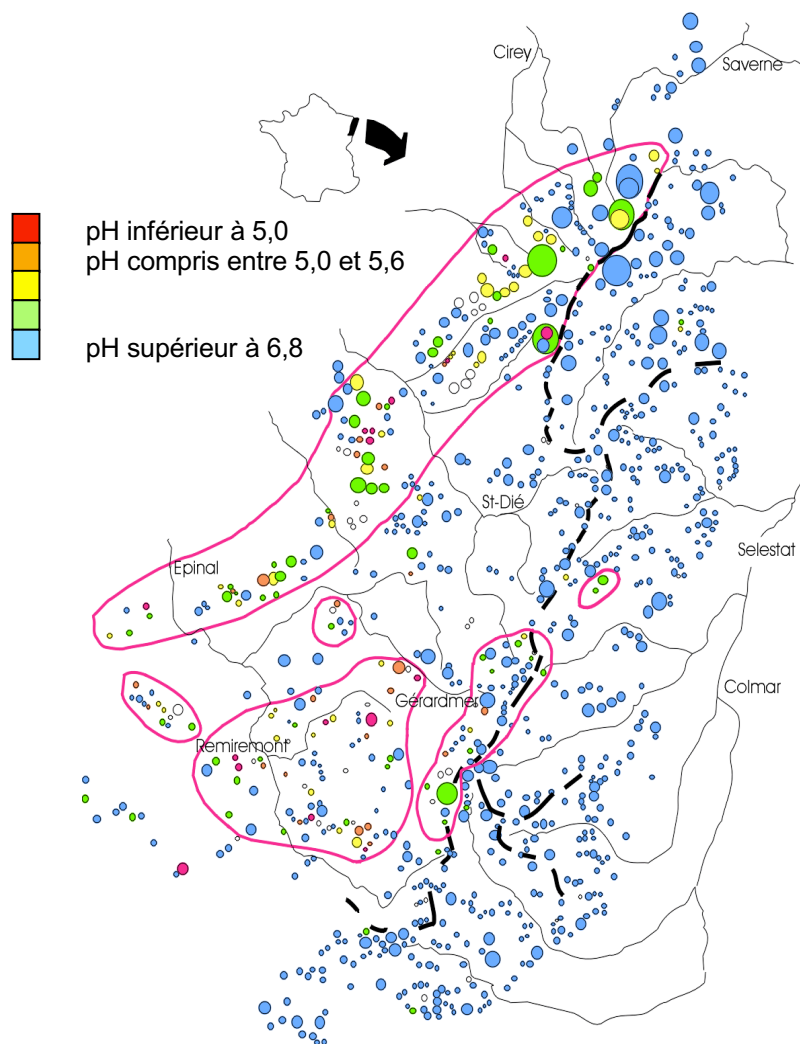 Cirey
Saverne
pH inférieur à 5,0
pH compris entre 5,0 et 5,6
pH supérieur à 6,8
St-Dié
Selestat
Epinal
Colmar
Gérardmer
Remiremont